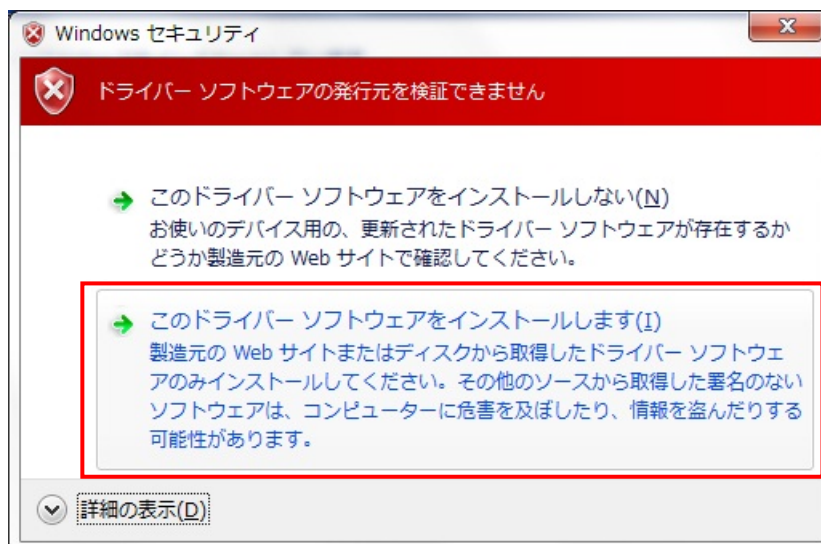 Windows セキュリティ
ドライバー ソフトウェアの発行元を検証できません
このドライバー ソフトウェアをインストールしない(N)
お使いのデバイス用の、更新されたドライバー ソフトウェアが存在するか
どうか製造元の Web サイトで確認してください。
このドライバー ソフトウェアをインストールします(I)
製造元の Web サイトまたはディスクから取得したドライバー ソフトウェ
アのみインストールしてください。その他のソースから取得した署名のない
ソフトウェアは、コンピューターに危害を及ぼしたり、情報を盗んだりする
可能性があります。
詳細の表示(D)